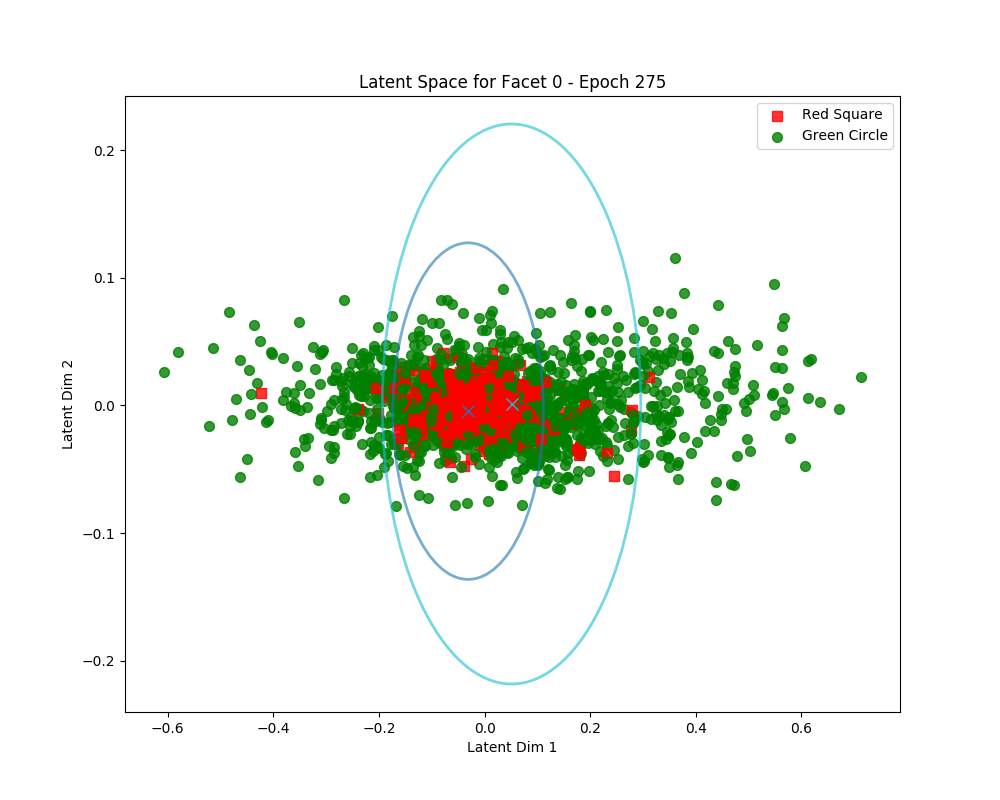 Latent Space for Facet 0 - Epoch 275
Red Square
Green Circle
0.2
0.1
0.0
−0.1
−0.2
Latent Dim 2
−0.6
−0.4
−0.2
0.0
0.2
0.4
0.6
Latent Dim 1